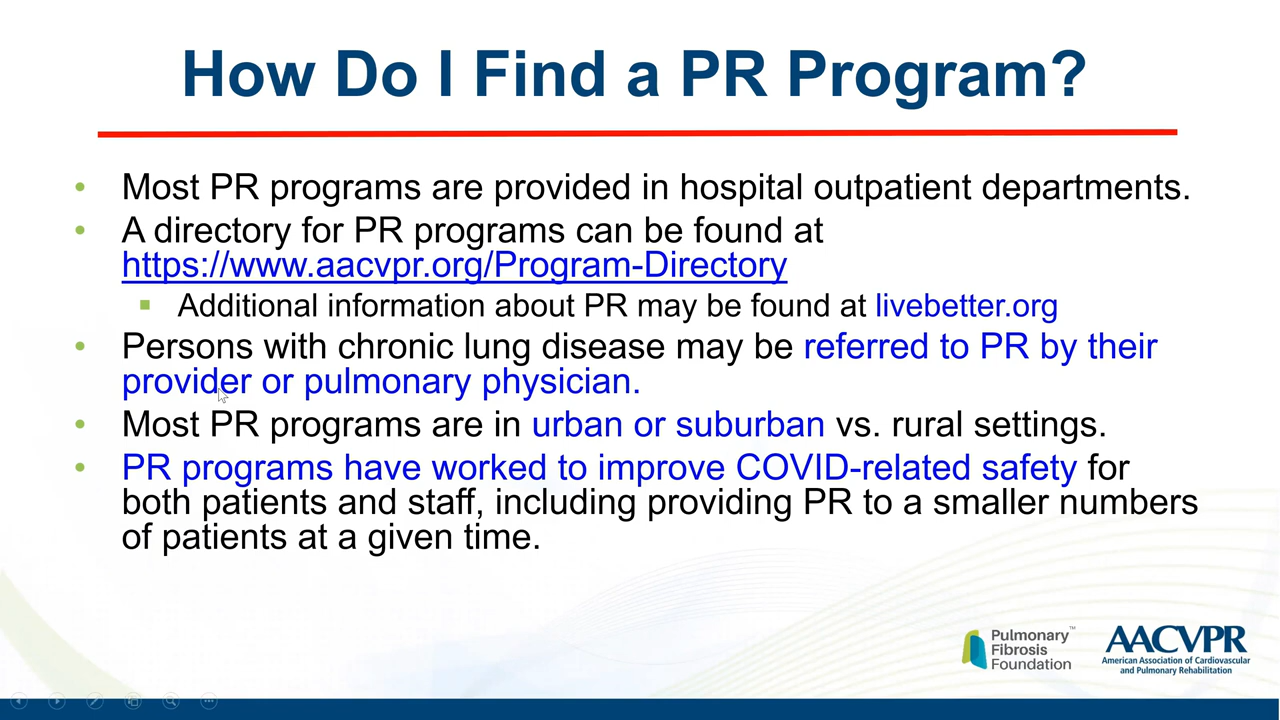 How Do I Find a PR Program?
• Most PR programs are provided in hospital outpatient departments.
• A directory for PR programs can be found at
https://www.aacvpr.org/Program-Directory
▪ Additional information about PR may be found at livebetter.org
• Persons with chronic lung disease may be referred to PR by their
provider or pulmonary physician.
• Most PR programs are in urban or suburban vs. rural settings.
• PR programs have worked to improve COVID-related safety for
both patients and staff, including providing PR to a smaller numbers
of patients at a given time.
Pulmonary
Fibrosis
Foundation
™
AACVPR
American Association of Cardiovascular
and Pulmonary Rehabilitation